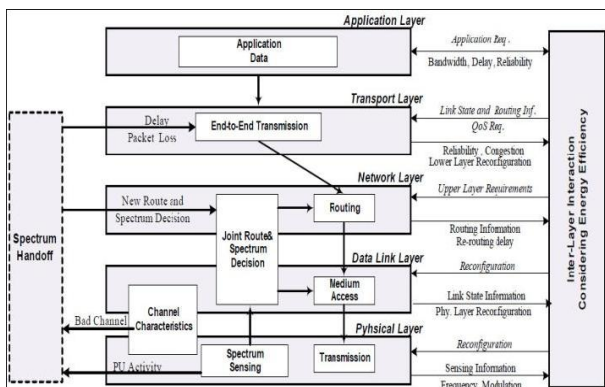 Application Layer
Application
Data
Application Req.
Bandwidth, Delay, Reliability
Transport Layer
Delay
Packet Loss
End-to-End Transmission
Link State and Routing Inf.
QoS Req.
Reliability , Congestion
Lower Layer Reconfiguration
Network Layer
New Route and
Spectrum Decision
Joint Route&
Spectrum
Decision
Routing
Upper Layer Requirements
Routing Information
Re-routing delay
Spectrum
Handoff
Data Link Layer
Channel
Characteristics
Medium
Access
Reconfiguration
Link State Information
Phy. Layer Reconfiguration
Bad Channel
Pyhsical Layer
PU Activity
Spectrum
Sensing
Transmission
Reconfiguration
Sensing Information
Frequency, Modulation
Inter-Layer Interaction
Considering Energy Efficiency